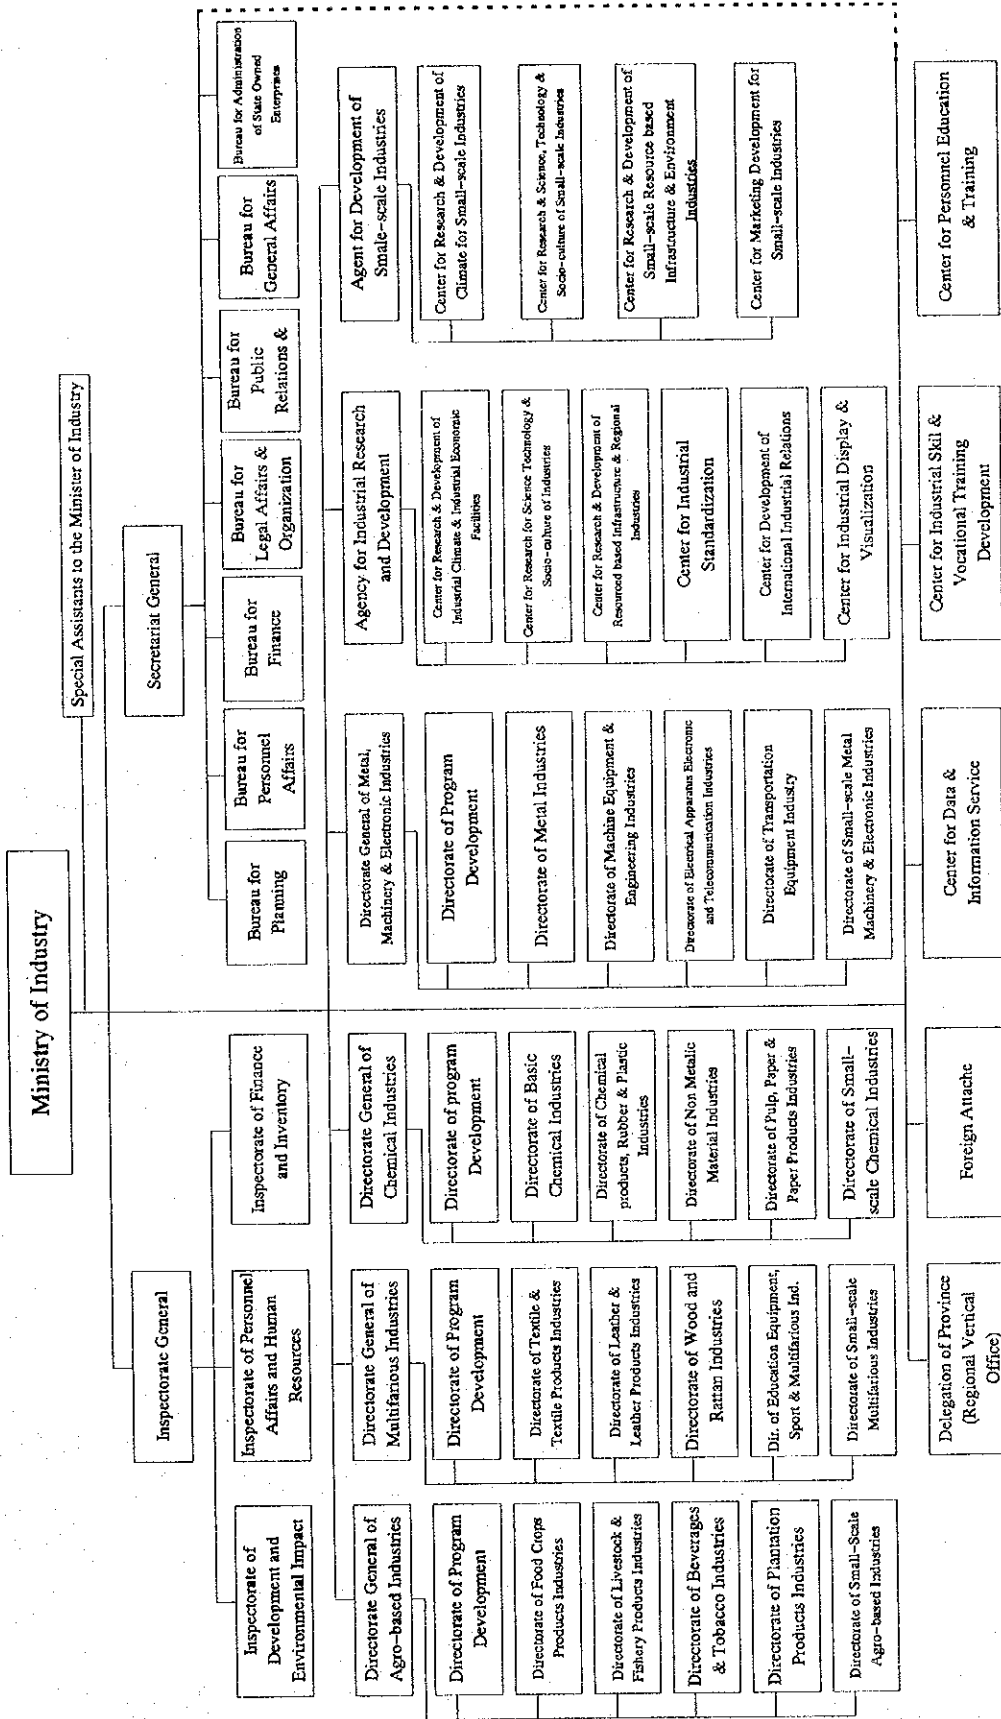 Ministry of Industry
Special Assistants to the Minister of Industry
Inspectorate General
Secretariat General
Inspectorate of
Development and
Environmental Impact
Inspectorate of Personnel
Affairs and Human
Resources
Inspectorate of Finance
and Inventory
Bureau for
Planning
Bureau for
Personnel
Affairs
Bureau for
Finance
Bureau for
Legal Affairs &
Organization
Bureau for
Public
Relations &
Bureau for
General Affairs
Bureau for Administration
of State Owned
Enterprises
Directorate General of
Agro-based Industries
Directorate of Program
Development
Directorate of Food Crops
Products Industries
Directorate of Livestock &
Fishery Products Industries
Directorate of Beverages
& Tobacco Industries
Directorate of Plantation
Products Industries
Directorate of Small-Scale
Agro-based Industries
Directorate General of
Multifarious Industries
Directorate of Program
Development
Directorate of Textile &
Textile Products Industries
Directorate of Leather &
Leather Products Industries
Directorate of Wood and
Rattan Industries
Dir. of Education Equipment,
Sport & Multifarious Ind.
Directorate of Small-scale
Multifarious Industries
Directorate General of
Chemical Industries
Directorate of program
Development
Directorate of Basic
Chemical Industries
Directorate of Chemical
products, Rubber & Plastic
Industries
Directorate of Non Metalic
Material Industries
Directorate of Pulp, Paper &
Paper Products Industries
Directorate of Small-
scale Chemical Industries
Directorate General of Metal,
Machinery & Electronic Industries
Directorate of Program
Development
Directorate of Metal Industries
Directorate of Machine Equipment &
Engineering Industries
Directorate of Electrical Apparatus Electronic
and Telecommunication Industries
Directorate of Transportation
Equipment Industry
Directorate of Small-scale Metal
Machinery & Electronic Industries
Agency for Industrial Research
and Development
Center for Research & Development of
Industrial Climate & Industrial Economic
Facilities
Center for Research for Science Technology &
Socio-culture of Industries
Center for Research & Development of
Resourced based Infrastructure & Regional
Industries
Center for Industrial
Standardization
Center for Development of
International Industrial Relations
Center for Industrial Display &
Visualization
Agent for Development of
Smale-scale Industries
Center for Research & Development of
Climate for Small-scale Industries
Center for Research & Science, Technology &
Socio-culture of Small-scale Industries
Center for Research & Development of
Small-scale Resource based
Infrastructure & Environment
Industries
Center for Marketing Development for
Small-scale Industries
Delegation of Province
(Regional Vertical
Office)
Foreign Attache
Center for Data &
Information Service
Center for Industrial Skil &
Vocational Training
Development
Center for Personnel Education
& Training